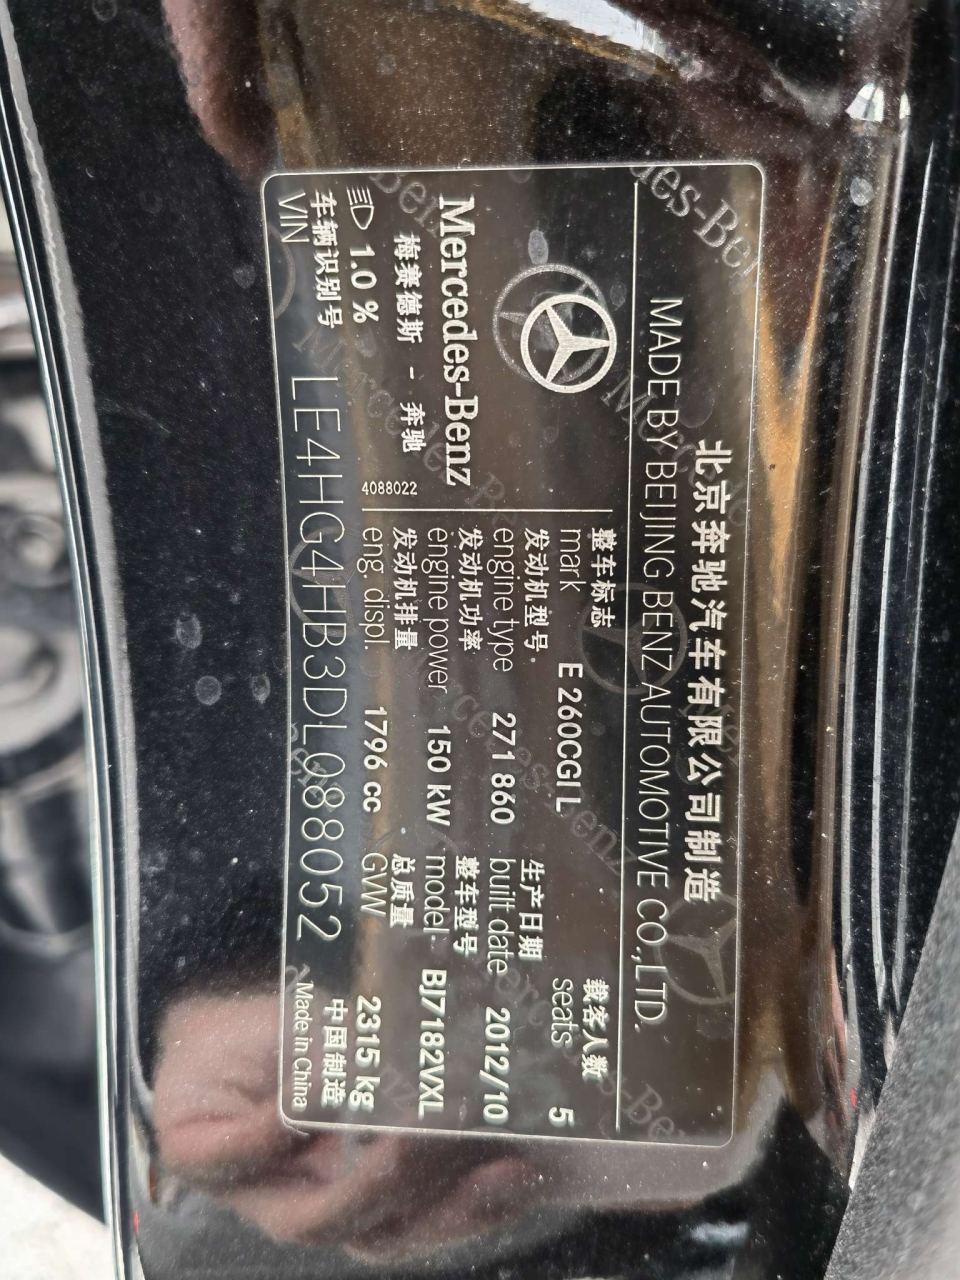 北京奔驰汽车有限公司制造
MADE BY BEIJING BENZ AUTOMOTIVE CO.,LTD.
Mercedes-Benz
梅赛德斯 - 奔驰
1.0 %
4088022
整车标志
mark E 260CGI L
载客人数
seats 5
发动机型号
engine type 271 860
生产日期
built date 2012/10
发动机功率
engine power 150 kW
整车型号
model BJ7182VXL
发动机排量
eng. displ. 1796 cc
总质量
GVW 2315 kg
车辆识别号
VIN LE4HG4HB3DL088052
中国制造
Made in China